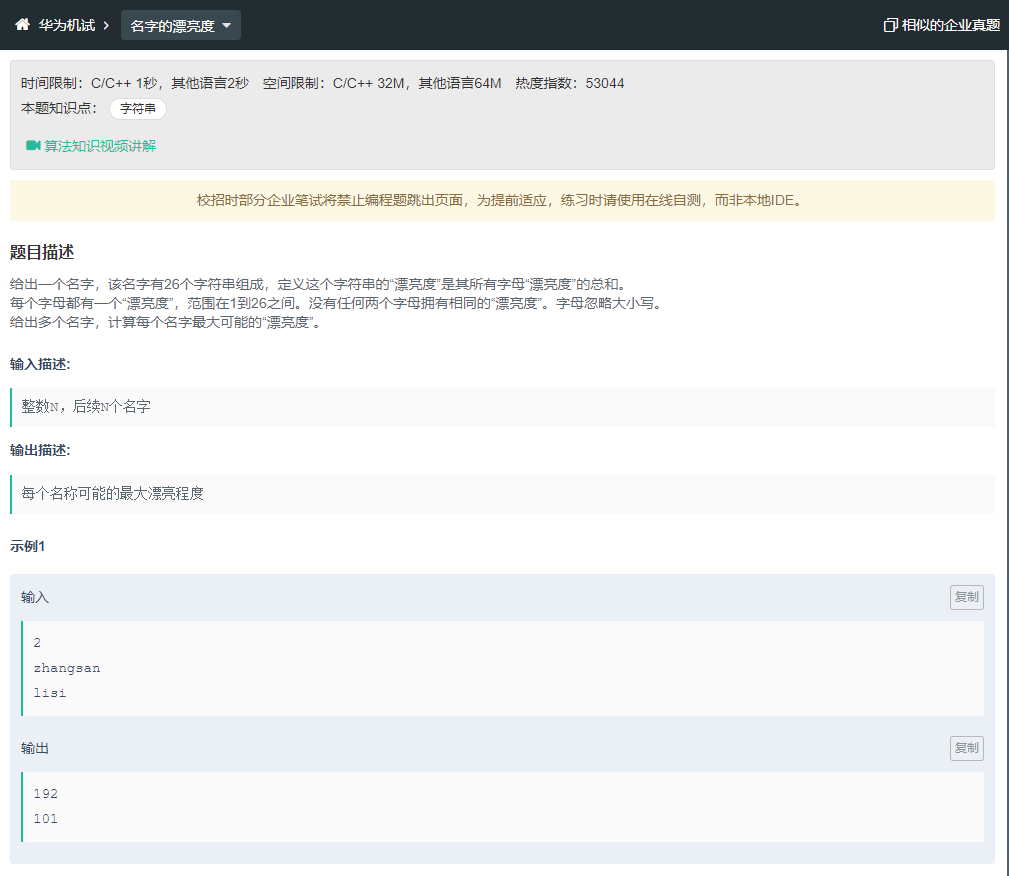 华为机试
名字的漂亮度
相似的企业真题
时间限制：C/C++ 1秒，其他语言2秒 空间限制：C/C++ 32M，其他语言64M 热度指数：53044
本题知识点： 字符串
算法知识视频讲解
校招时部分企业笔试将禁止编程题跳出页面，为提前适应，练习时请使用在线自测，而非本地IDE。
题目描述
给出一个名字，该名字有26个字符串组成，定义这个字符串的“漂亮度”是其所有字母“漂亮度”的总和。
每个字母都有一个“漂亮度”，范围在1到26之间。没有任何两个字母拥有相同的“漂亮度”。字母忽略大小写。
给出多个名字，计算每个名字最大可能的“漂亮度”。
输入描述:
整数N，后续N个名字
输出描述:
每个名称可能的最大漂亮程度
示例1
输入
复制
2
zhangsan
lisi
输出
复制
192
101